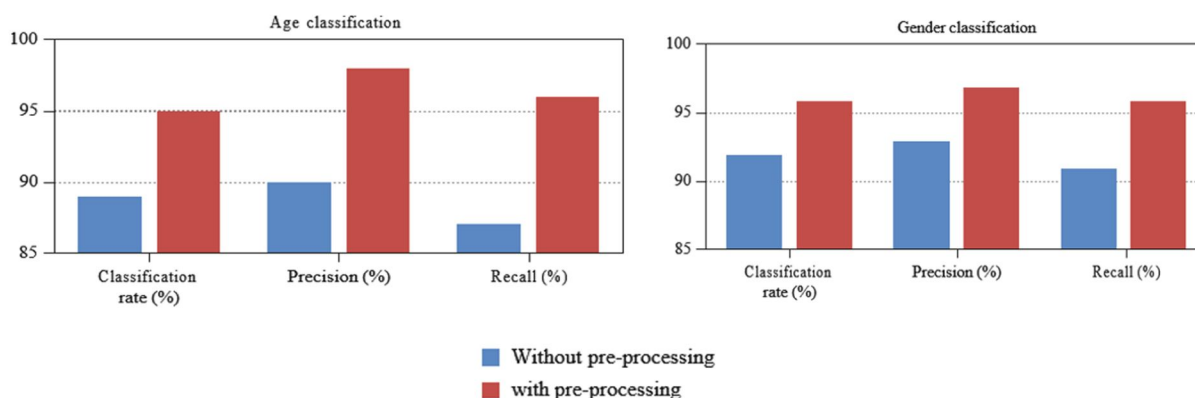 Age classification
100
95
90
85
Classification
rate (%)
Precision (%)
Recall (%)
Gender classification
100
95
90
85
Classification
rate (%)
Precision (%)
Recall (%)
Without pre-processing
with pre-processing